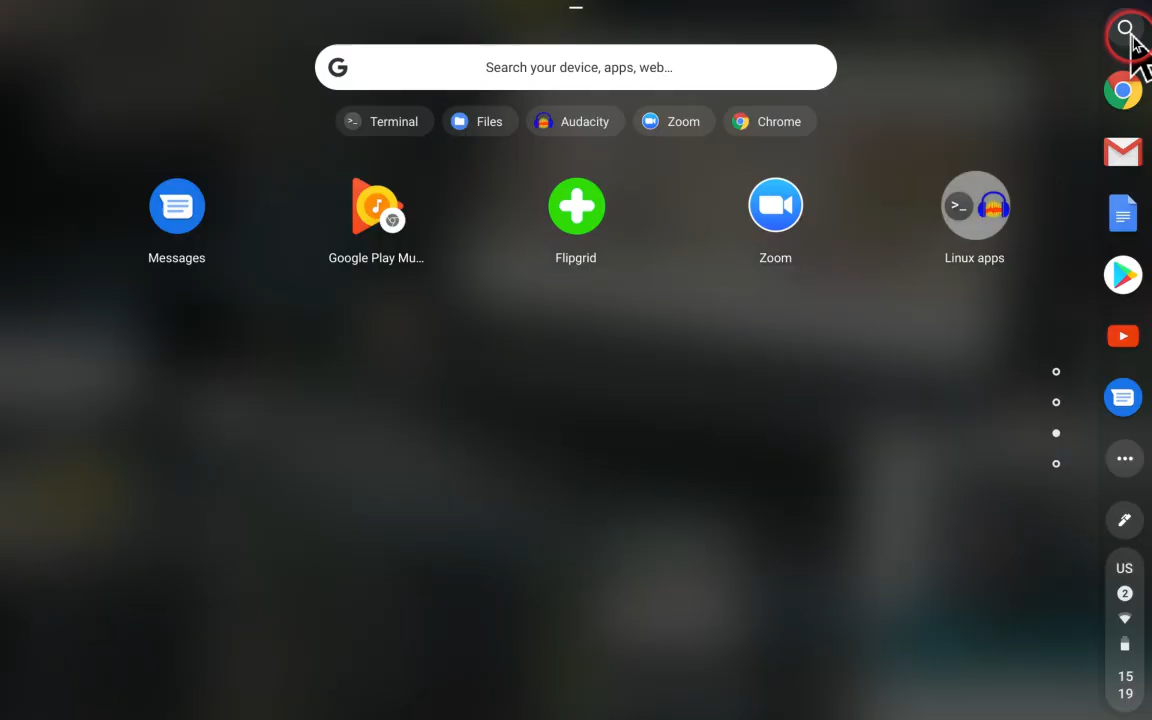 Search your device, apps, web...
Terminal
Files
Audacity
Zoom
Chrome
Messages
Google Play Mu...
Flipgrid
Zoom
Linux apps
US
2
15
19